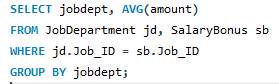 SELECT jobdept, AVG(amount)
FROM JobDepartment jd, SalaryBonus sb
WHERE jd.Job_ID = sb.Job_ID
GROUP BY jobdept;